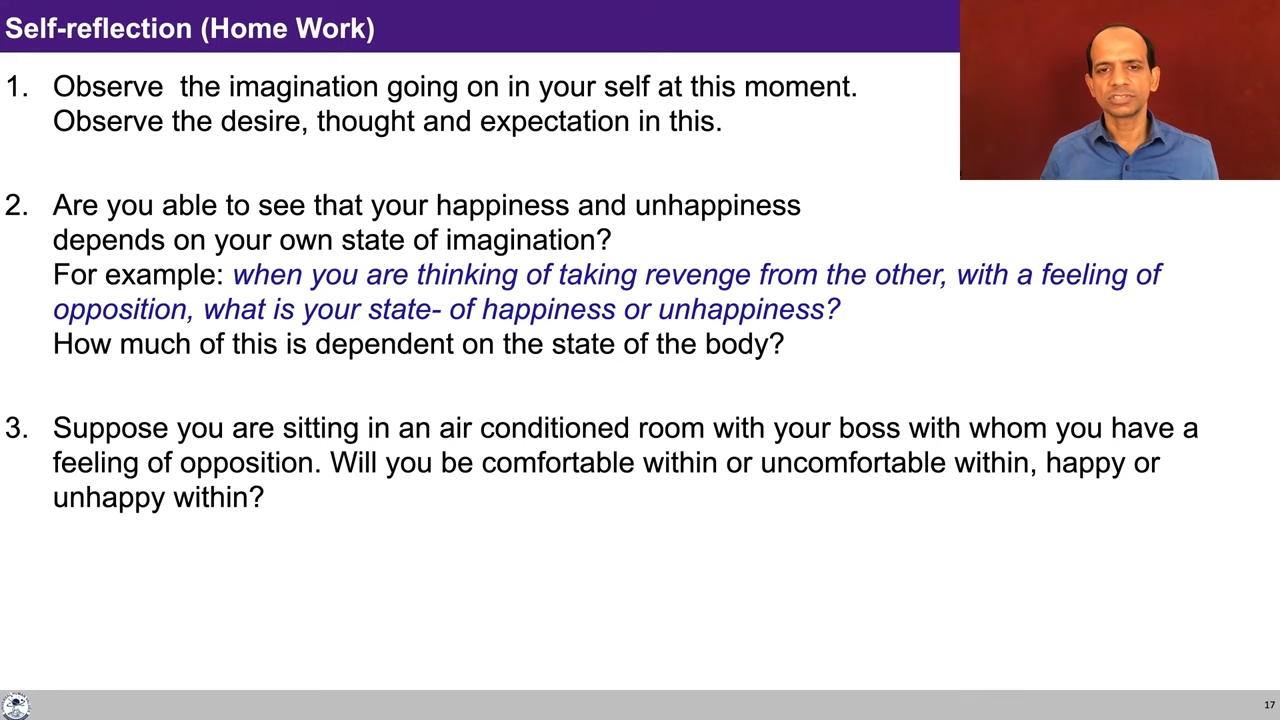 Self-reflection (Home Work)
1. Observe the imagination going on in your self at this moment.
Observe the desire, thought and expectation in this.
2. Are you able to see that your happiness and unhappiness
depends on your own state of imagination?
For example: when you are thinking of taking revenge from the other, with a feeling of
opposition, what is your state- of happiness or unhappiness?
How much of this is dependent on the state of the body?
3. Suppose you are sitting in an air conditioned room with your boss with whom you have a
feeling of opposition. Will you be comfortable within or uncomfortable within, happy or
unhappy within?
17